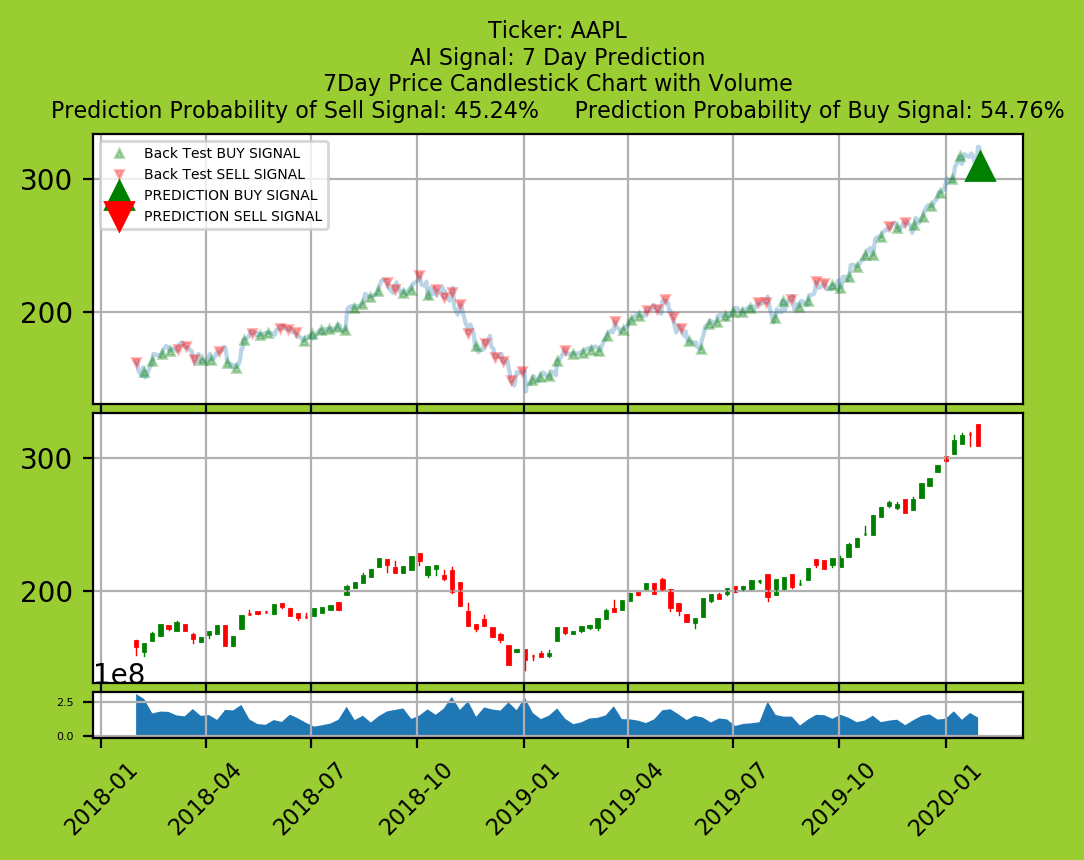 Ticker: AAPL
AI Signal: 7 Day Prediction
7Day Price Candlestick Chart with Volume
Prediction Probability of Sell Signal: 45.24%     Prediction Probability of Buy Signal: 54.76%
Back Test BUY SIGNAL
Back Test SELL SIGNAL
PREDICTION BUY SIGNAL
PREDICTION SELL SIGNAL
300
200
300
200
1e8
2.5
0.0
2018-01
2018-04
2018-07
2018-10
2019-01
2019-04
2019-07
2019-10
2020-01